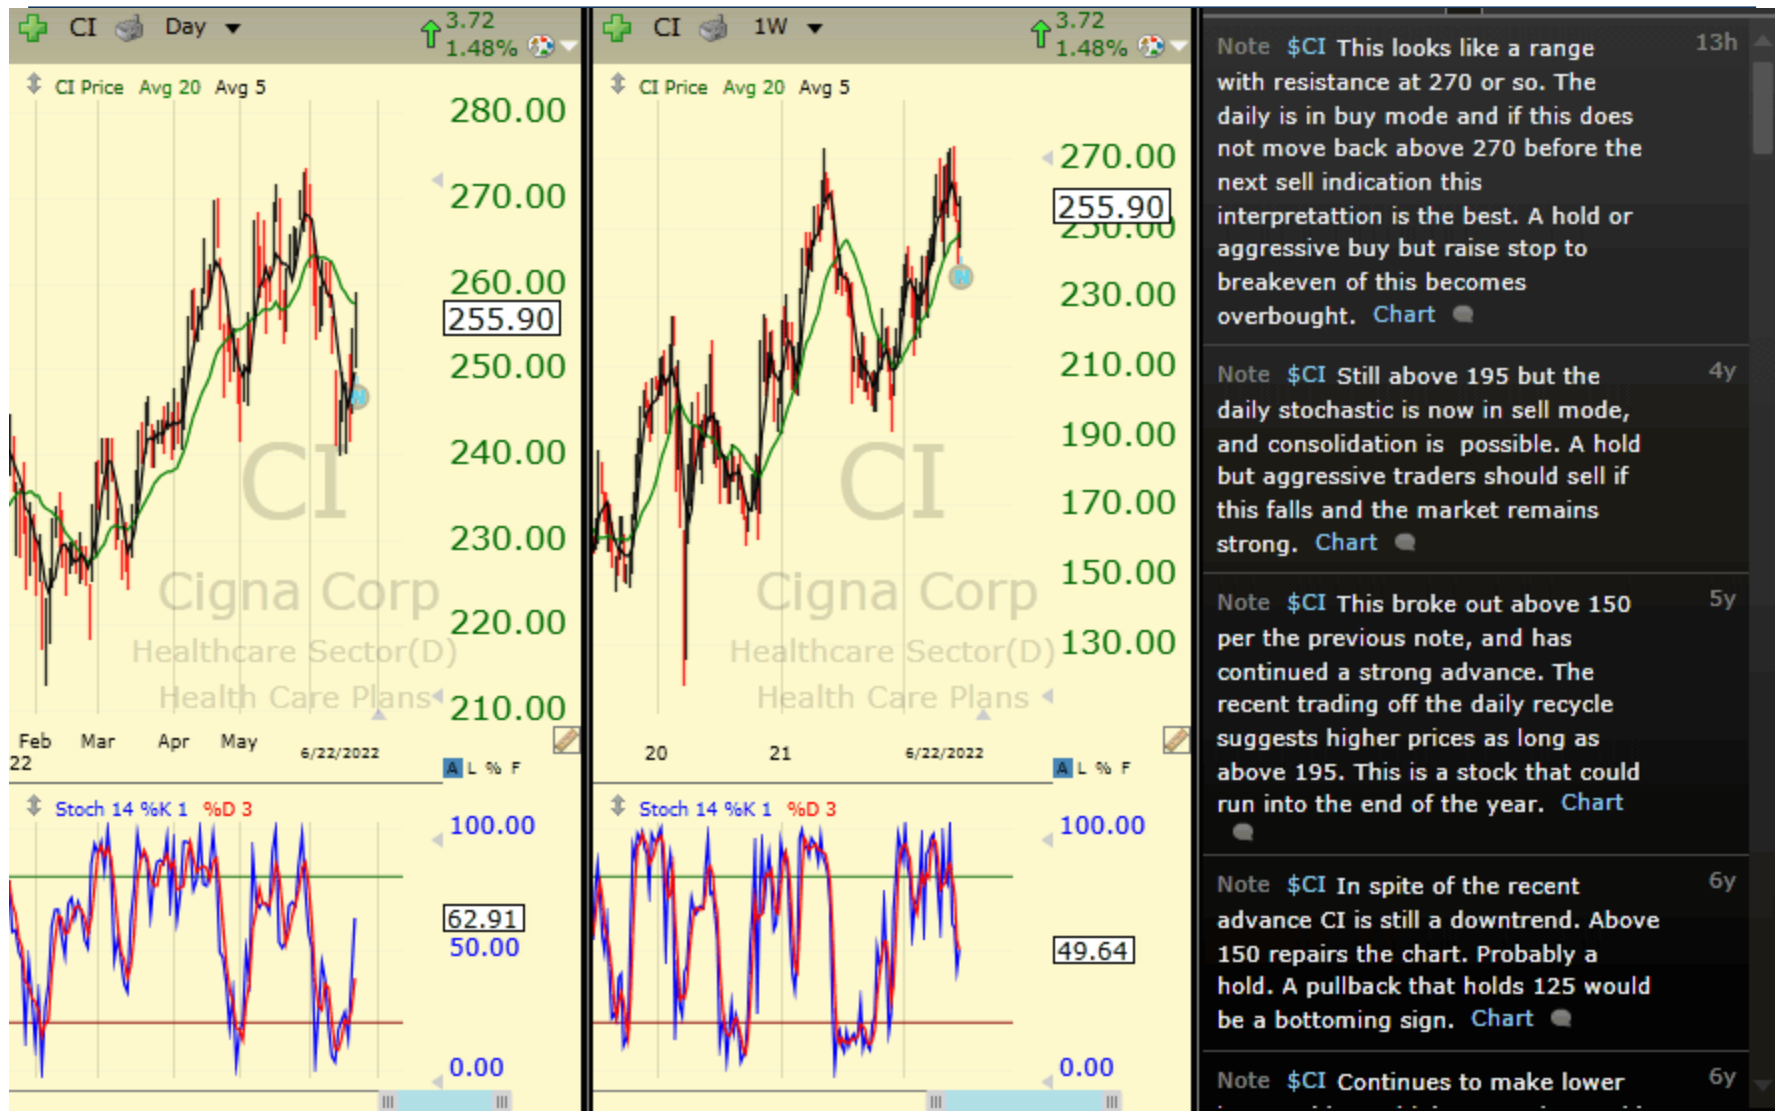 CI Day 3.72
1.48%
CI Price Avg 20 Avg 5
280.00
270.00
260.00
255.90
250.00
N
240.00
CI
230.00
Cigna Corp
220.00
Healthcare Sector(D)
Health Care Plans
210.00
Feb Mar Apr May 6/22/2022
22
A L % F
Stoch 14 %K 1 %D 3
100.00
62.91
50.00
0.00
CI 1W 3.72
1.48%
CI Price Avg 20 Avg 5
270.00
255.90
250.00
N
230.00
210.00
190.00
CI
170.00
150.00
Cigna Corp
130.00
Healthcare Sector(D)
Health Care Plans
20 21 6/22/2022
A L % F
Stoch 14 %K 1 %D 3
100.00
49.64
0.00
Note $CI This looks like a range 13h
with resistance at 270 or so. The
daily is in buy mode and if this does
not move back above 270 before the
next sell indication this
interpretattion is the best. A hold or
aggressive buy but raise stop to
breakeven of this becomes
overbought. Chart
Note $CI Still above 195 but the 4y
daily stochastic is now in sell mode,
and consolidation is possible. A hold
but aggressive traders should sell if
this falls and the market remains
strong. Chart
Note $CI This broke out above 150 5y
per the previous note, and has
continued a strong advance. The
recent trading off the daily recycle
suggests higher prices as long as
above 195. This is a stock that could
run into the end of the year. Chart
Note $CI In spite of the recent 6y
advance CI is still a downtrend. Above
150 repairs the chart. Probably a
hold. A pullback that holds 125 would
be a bottoming sign. Chart
Note $CI Continues to make lower 6y